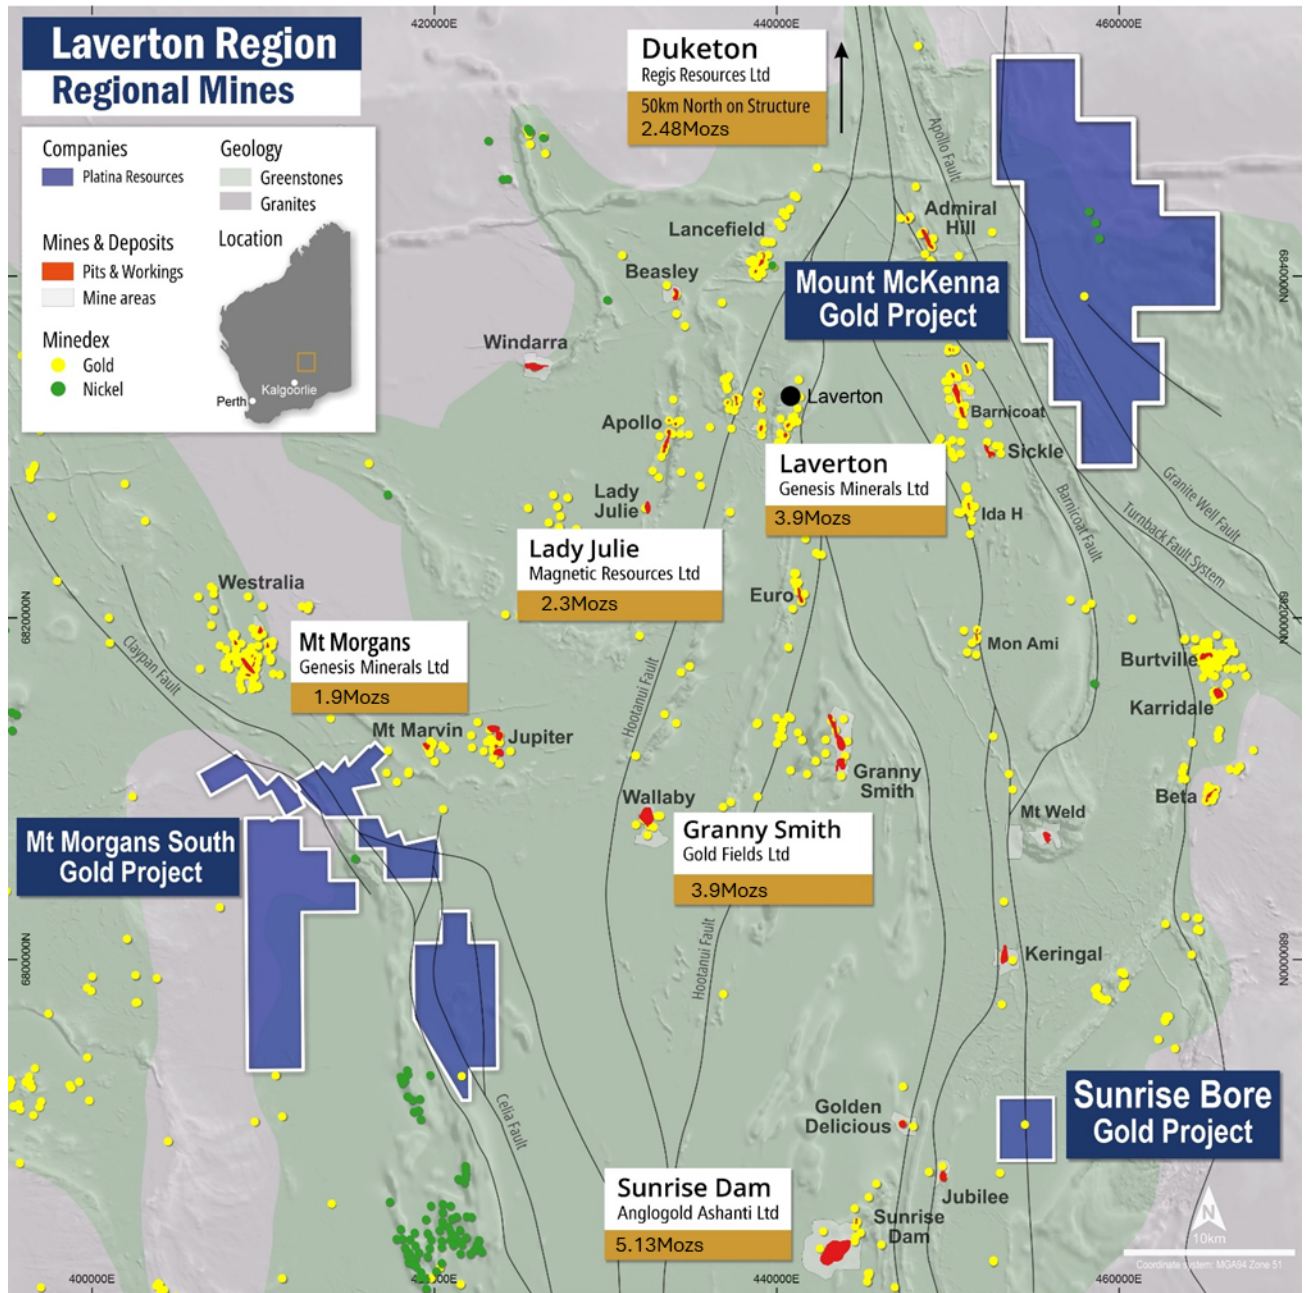 Laverton Region
Regional Mines
Companies
Platina Resources
Geology
Greenstones
Granites
Mines & Deposits
Pits & Workings
Mine areas
Location
Minedex
Gold
Nickel
Kalgoorlie
Perth
420000E
440000E
460000E
Duketon
Regis Resources Ltd
50km North on Structure
2.48Mozs
Apollo Fault
Admiral
Hill
Lancefield
Beasley
6840000N
6840000N
Mount McKenna
Gold Project
Windarra
Laverton
Barnicoat
Apollo
Sickle
Laverton
Genesis Minerals Ltd
3.9Mozs
Lady
Julie
Ida H
Barnicoat Fault
Granite Well Fault
Turnback Fault System
Lady Julie
Magnetic Resources Ltd
2.3Mozs
Westralia
Euro
6820000N
6820000N
Mt Morgans
Genesis Minerals Ltd
1.9Mozs
Claypan Fault
Mon Ami
Burtville
Karridale
Hootanui Fault
Mt Marvin
Jupiter
Granny
Smith
Wallaby
Beta
Mt Weld
Mt Morgans South
Gold Project
Granny Smith
Gold Fields Ltd
3.9Mozs
Hootanui Fault
Keringal
6800000N
6800000N
Celia Fault
Golden
Delicious
Sunrise Bore
Gold Project
Jubilee
Sunrise Dam
Anglogold Ashanti Ltd
5.13Mozs
Sunrise
Dam
N
10km
Coordinate system: MGA94 Zone 51
400000E
440000E
460000E